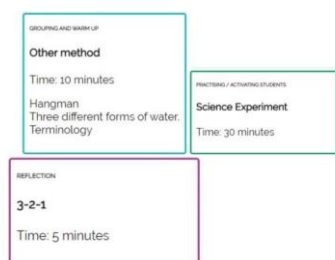 GROUPING AND WARM UP
Other method
Time: 10 minutes
Hangman
Three different forms of water.
Terminology
PRACTISING / ACTIVATING STUDENTS
Science Experiment
Time: 30 minutes
REFLECTION
3-2-1
Time: 5 minutes